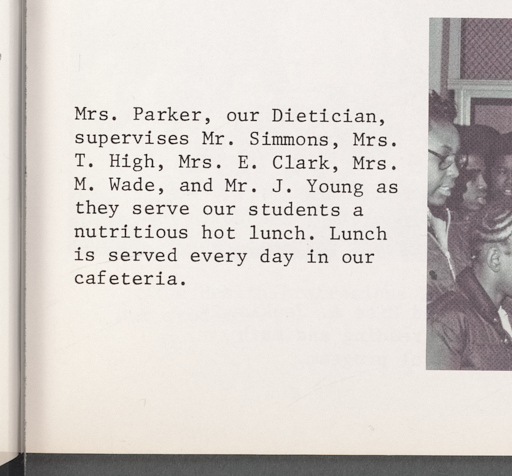 Mrs. Parker, our Dietician,
supervises Mr. Simmons, Mrs.
T. High, Mrs. E. Clark, Mrs.
M. Wade, and Mr. J. Young as
they serve our students a
nutritious hot lunch. Lunch
is served every day in our
cafeteria.